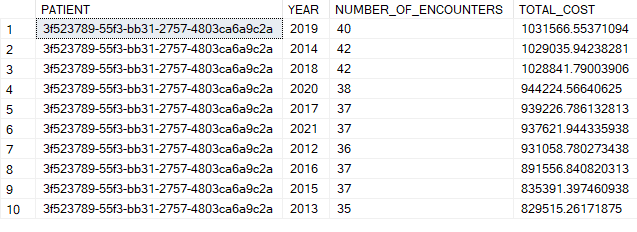 PATIENT YEAR NUMBER_OF_ENCOUNTERS TOTAL_COST
1 3f523789-55f3-bb31-2757-4803ca6a9c2a 2019 40 1031566.55371094
2 3f523789-55f3-bb31-2757-4803ca6a9c2a 2014 42 1029035.94238281
3 3f523789-55f3-bb31-2757-4803ca6a9c2a 2018 42 1028841.79003906
4 3f523789-55f3-bb31-2757-4803ca6a9c2a 2020 38 944224.56640625
5 3f523789-55f3-bb31-2757-4803ca6a9c2a 2017 37 939226.786132813
6 3f523789-55f3-bb31-2757-4803ca6a9c2a 2021 37 937621.944335938
7 3f523789-55f3-bb31-2757-4803ca6a9c2a 2012 36 931058.780273438
8 3f523789-55f3-bb31-2757-4803ca6a9c2a 2016 37 891556.840820313
9 3f523789-55f3-bb31-2757-4803ca6a9c2a 2015 37 835391.397460938
10 3f523789-55f3-bb31-2757-4803ca6a9c2a 2013 35 829515.26171875